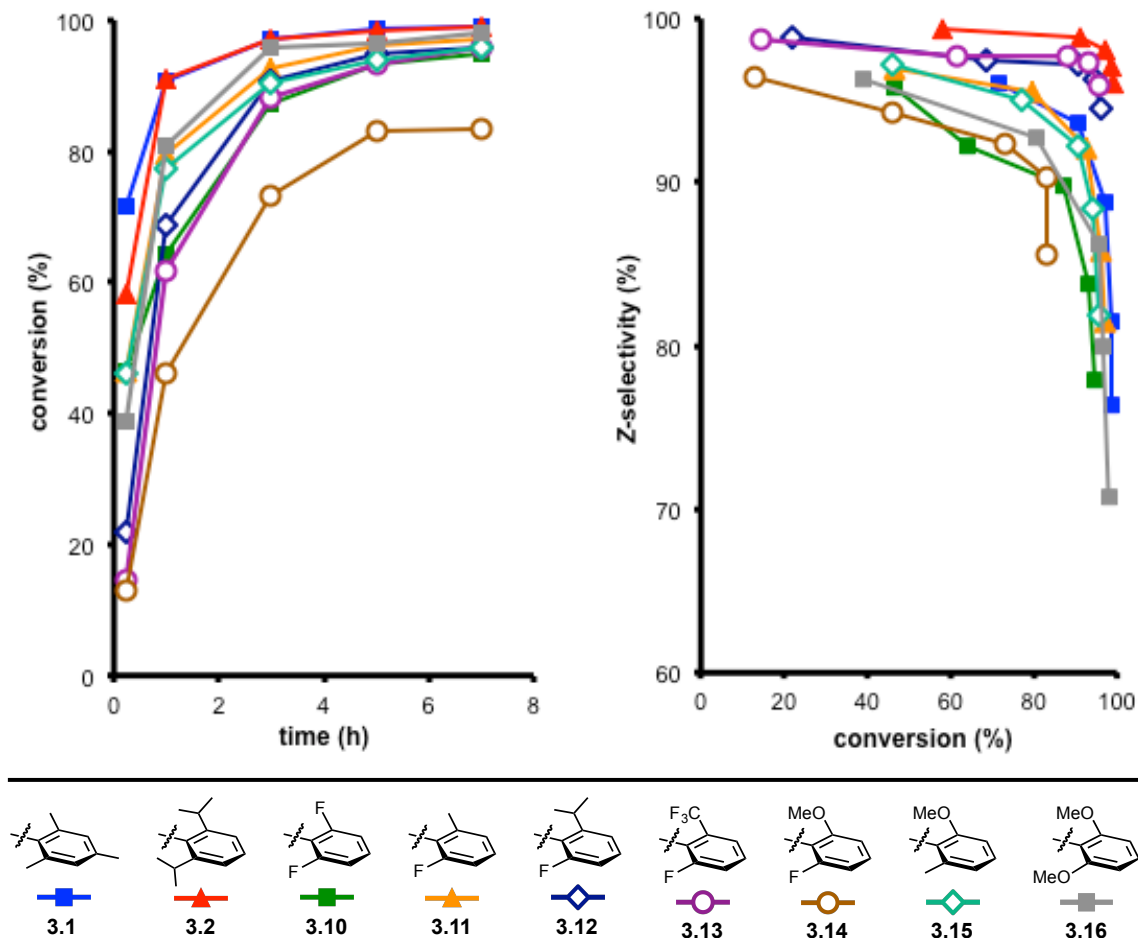 100
80
60
40
20
0
0
2
4
6
8
conversion (%)
time (h)
100
90
80
70
60
0
20
40
60
80
100
Z-selectivity (%)
conversion (%)
F
F
F
F
F3C
F
MeO
F
MeO
MeO
MeO
3.1
3.2
3.10
3.11
3.12
3.13
3.14
3.15
3.16